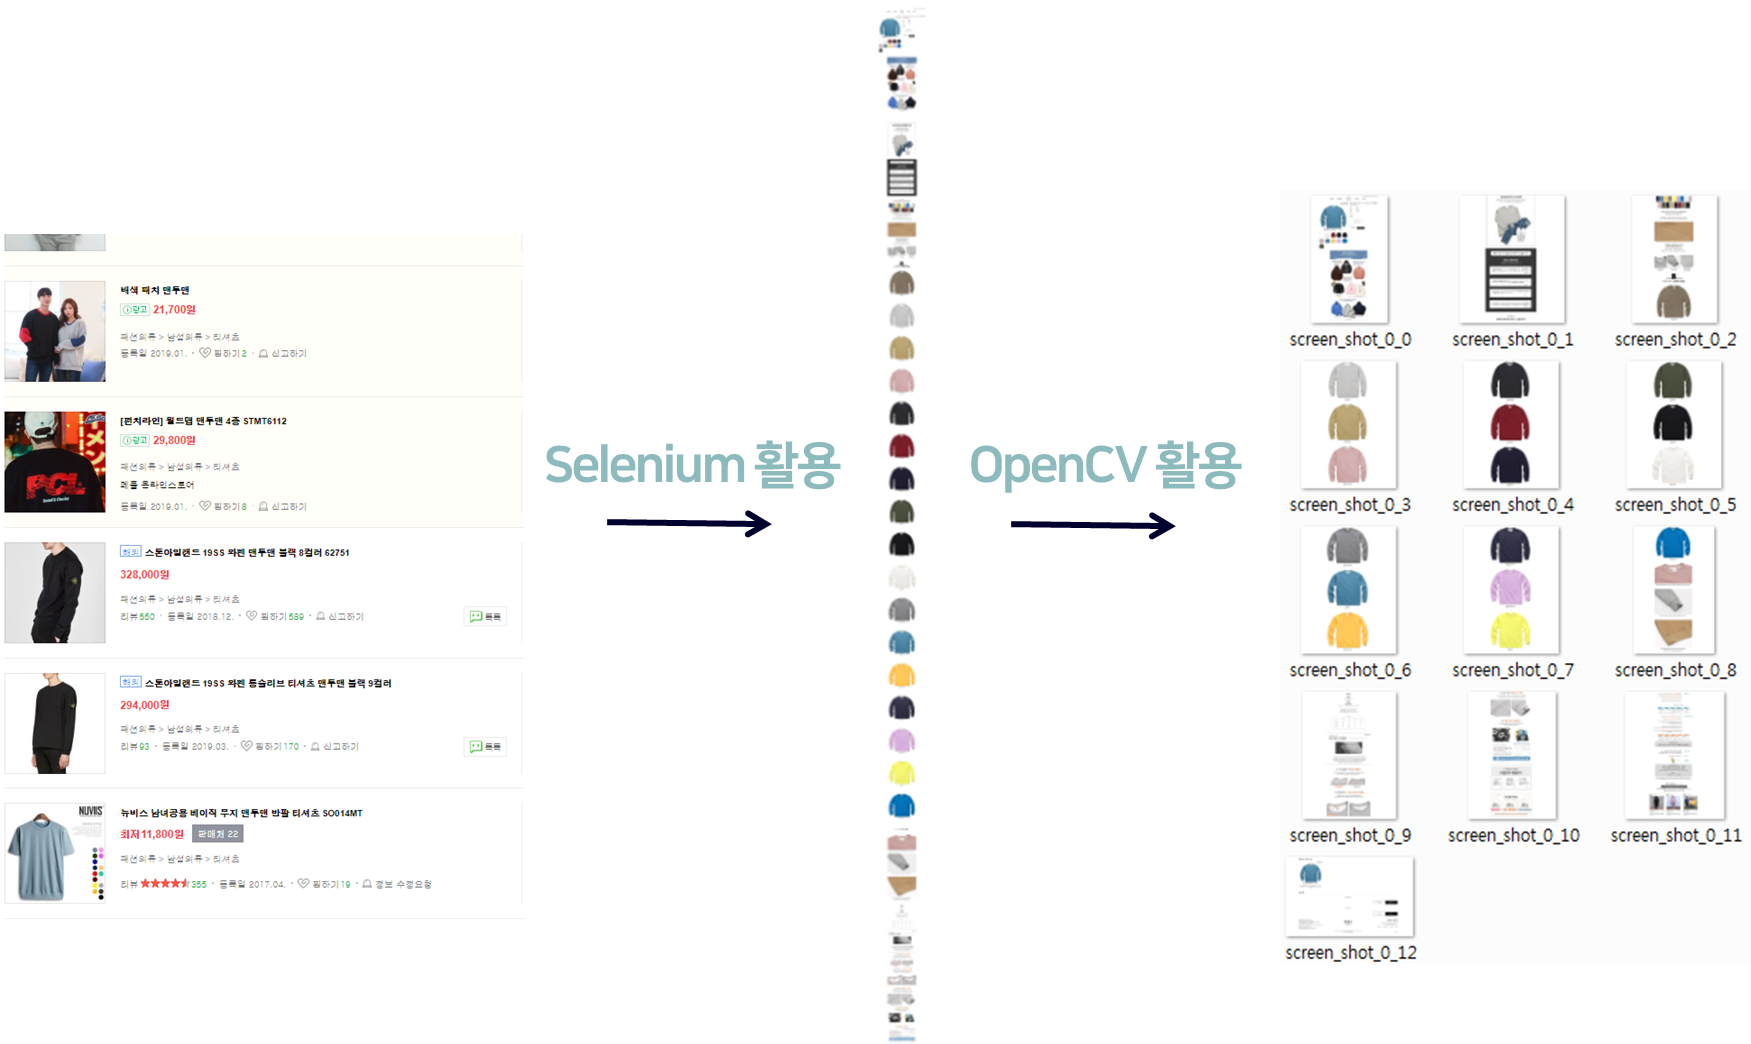 배색 패치 맨투맨
ⓘ광고 21,700원
패션의류 > 남성의류 > 티셔츠
등록일 2019.01. · 찜하기 2 · 신고하기
[펀치라인] 월드맵 맨투맨 4종 STMT6112
ⓘ광고 29,800원
패션의류 > 남성의류 > 티셔츠
페플 온라인스토어
등록일 2019.01. · 찜하기 8 · 신고하기
PCL
해외 스톤아일랜드 19SS 와펜 맨투맨 블랙 8컬러 62751
328,000원
패션의류 > 남성의류 > 티셔츠
리뷰 550 · 등록일 2018.12. · 찜하기 589 · 신고하기
톡톡
해외 스톤아일랜드 19SS 와펜 롱슬리브 티셔츠 맨투맨 블랙 9컬러
294,000원
패션의류 > 남성의류 > 티셔츠
리뷰 93 · 등록일 2019.03. · 찜하기 170 · 신고하기
톡톡
NUVIIS
뉴비스 남녀공용 베이직 무지 맨투맨 반팔 티셔츠 SO014MT
최저 11,800원 판매처 22
패션의류 > 남성의류 > 티셔츠
리뷰 ★★★★★ 355 · 등록일 2017.04. · 찜하기 19 · 정보 수정요청
Selenium 활용
OpenCV 활용
screen_shot_0_0
screen_shot_0_1
screen_shot_0_2
screen_shot_0_3
screen_shot_0_4
screen_shot_0_5
screen_shot_0_6
screen_shot_0_7
screen_shot_0_8
screen_shot_0_9
screen_shot_0_10
screen_shot_0_11
screen_shot_0_12